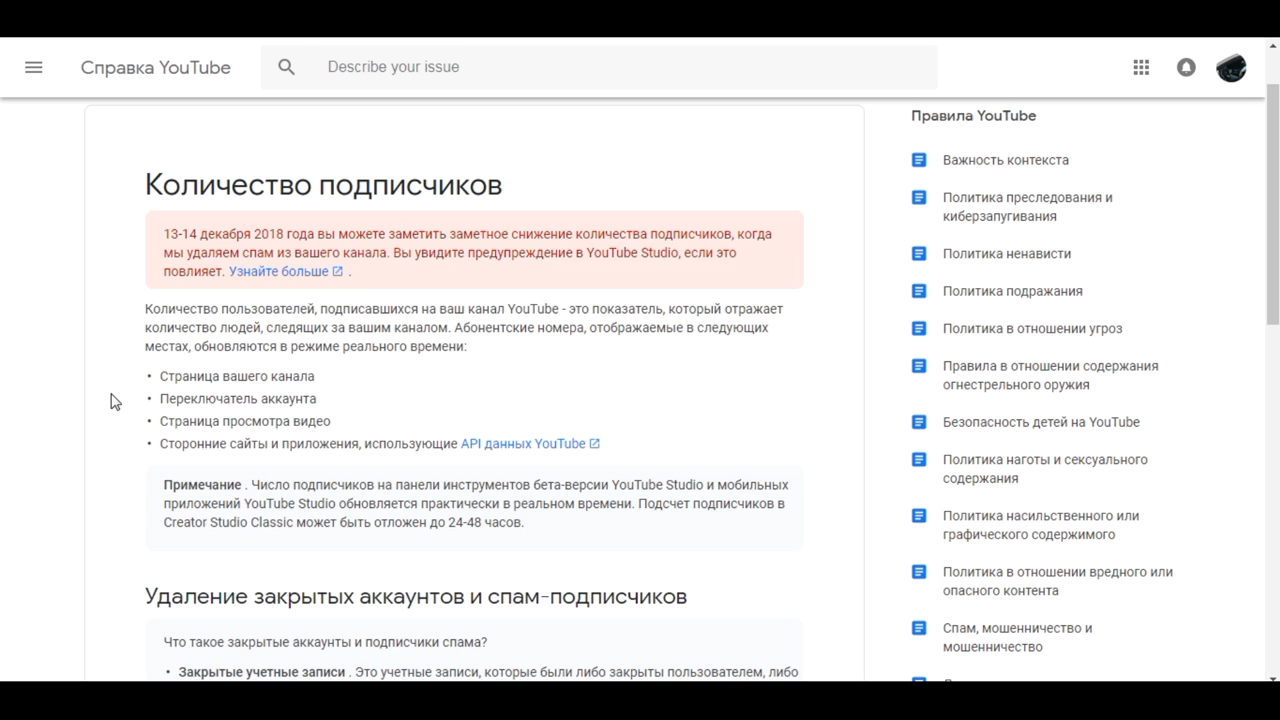 Справка YouTube
Describe your issue
Количество подписчиков
13-14 декабря 2018 года вы можете заметить заметное снижение количества подписчиков, когда
мы удаляем спам из вашего канала. Вы увидите предупреждение в YouTube Studio, если это
повлияет. Узнайте больше .
Количество пользователей, подписавшихся на ваш канал YouTube - это показатель, который отражает
количество людей, следящих за вашим каналом. Абонентские номера, отображаемые в следующих
местах, обновляются в режиме реального времени:
• Страница вашего канала
• Переключатель аккаунта
• Страница просмотра видео
• Сторонние сайты и приложения, использующие API данных YouTube
Примечание . Число подписчиков на панели инструментов бета-версии YouTube Studio и мобильных
приложений YouTube Studio обновляется практически в реальном времени. Подсчет подписчиков в
Creator Studio Classic может быть отложен до 24-48 часов.
Удаление закрытых аккаунтов и спам-подписчиков
Что такое закрытые аккаунты и подписчики спама?
• Закрытые учетные записи . Это учетные записи, которые были либо закрыты пользователем, либо
Правила YouTube
Важность контекста
Политика преследования и
киберзапугивания
Политика ненависти
Политика подражания
Политика в отношении угроз
Правила в отношении содержания
огнестрельного оружия
Безопасность детей на YouTube
Политика наготы и сексуального
содержания
Политика насильственного или
графического содержимого
Политика в отношении вредного или
опасного контента
Спам, мошенничество и
мошенничество